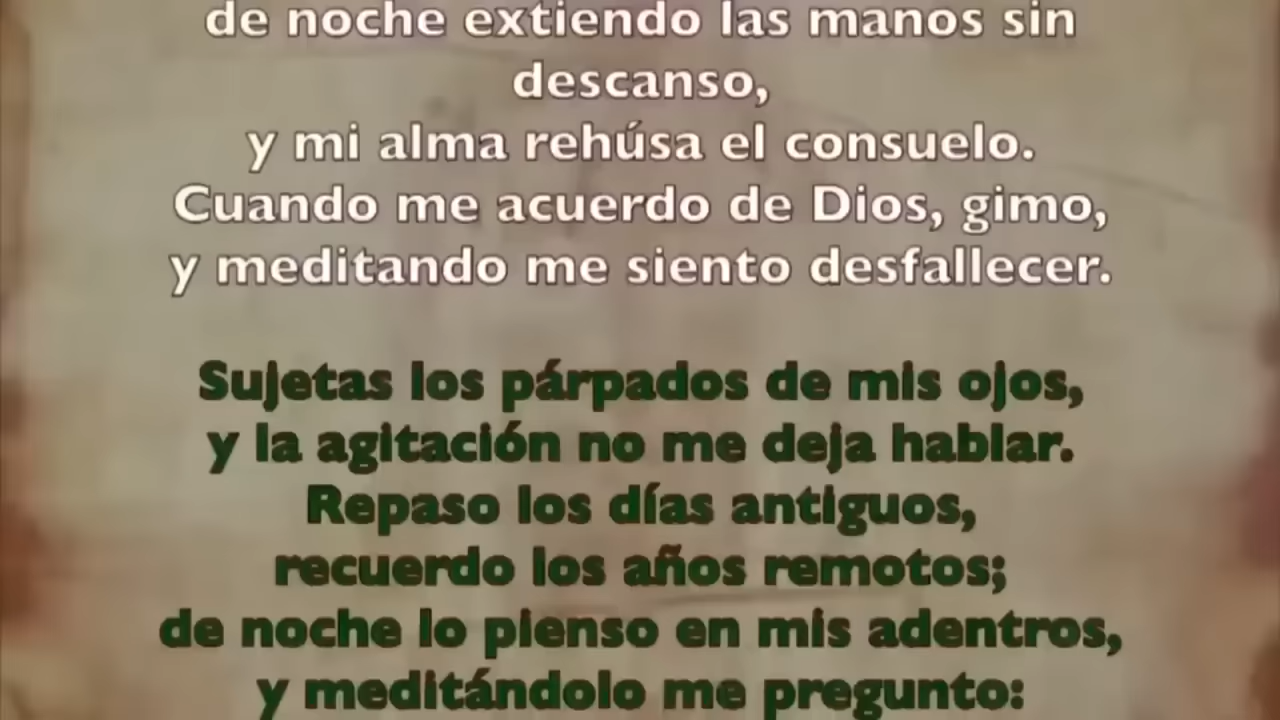 de noche extiendo las manos sin
descanso,
y mi alma rehúsa el consuelo.
Cuando me acuerdo de Dios, gimo,
y meditando me siento desfallecer.
Sujetas los párpados de mis ojos,
y la agitación no me deja hablar.
Repaso los días antiguos,
recuerdo los años remotos;
de noche lo pienso en mis adentros,
y meditándolo me pregunto: